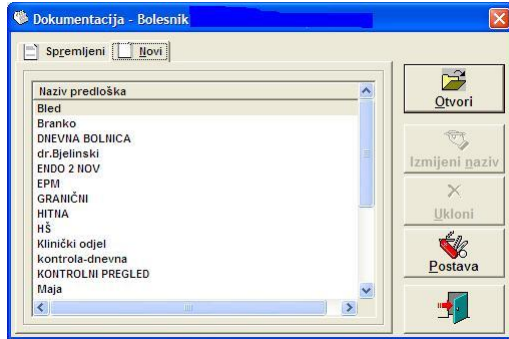 Dokumentacija - Bolesnik
Spremljeni
Novi
Naziv predloška
Bled
Branko
DNEVNA BOLNICA
dr.Bjelinski
ENDO 2 NOV
EPM
GRANIČNI
HITNA
HŠ
Klinički odjel
kontrola-dnevna
KONTROLNI PREGLED
Maja
Otvori
Izmijeni naziv
Ukloni
Postava